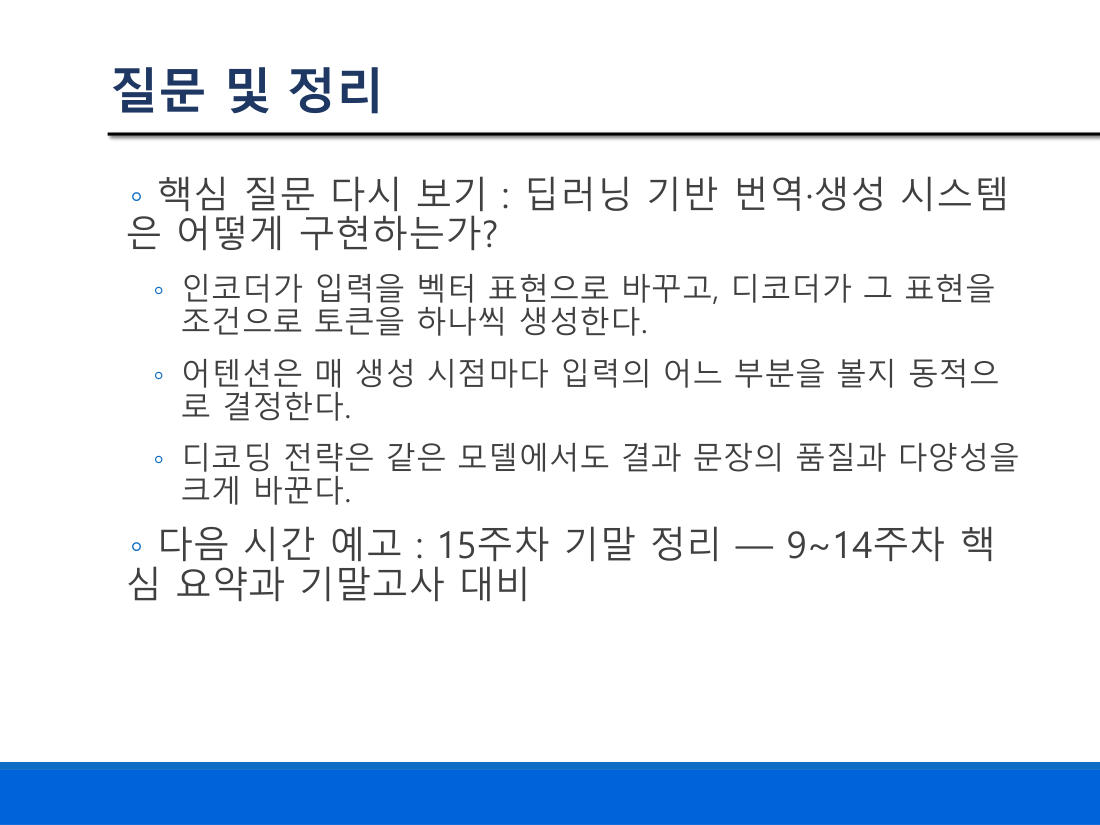 질문 및 정리
◦ 핵심 질문 다시 보기 : 딥러닝 기반 번역·생성 시스템
은 어떻게 구현하는가?
◦ 인코더가 입력을 벡터 표현으로 바꾸고, 디코더가 그 표현을
조건으로 토큰을 하나씩 생성한다.
◦ 어텐션은 매 생성 시점마다 입력의 어느 부분을 볼지 동적으
로 결정한다.
◦ 디코딩 전략은 같은 모델에서도 결과 문장의 품질과 다양성을
크게 바꾼다.
◦ 다음 시간 예고 : 15주차 기말 정리 — 9~14주차 핵
심 요약과 기말고사 대비